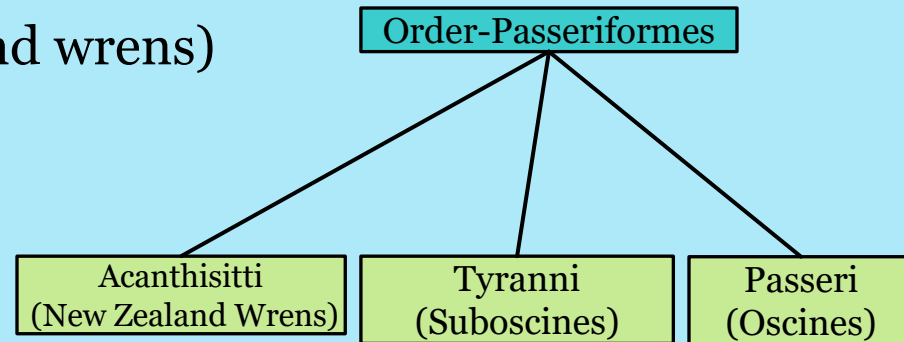 nd wrens)
Order-Passeriformes
Acanthisitti
(New Zealand Wrens)
Tyranni
(Suboscines)
Passeri
(Oscines)